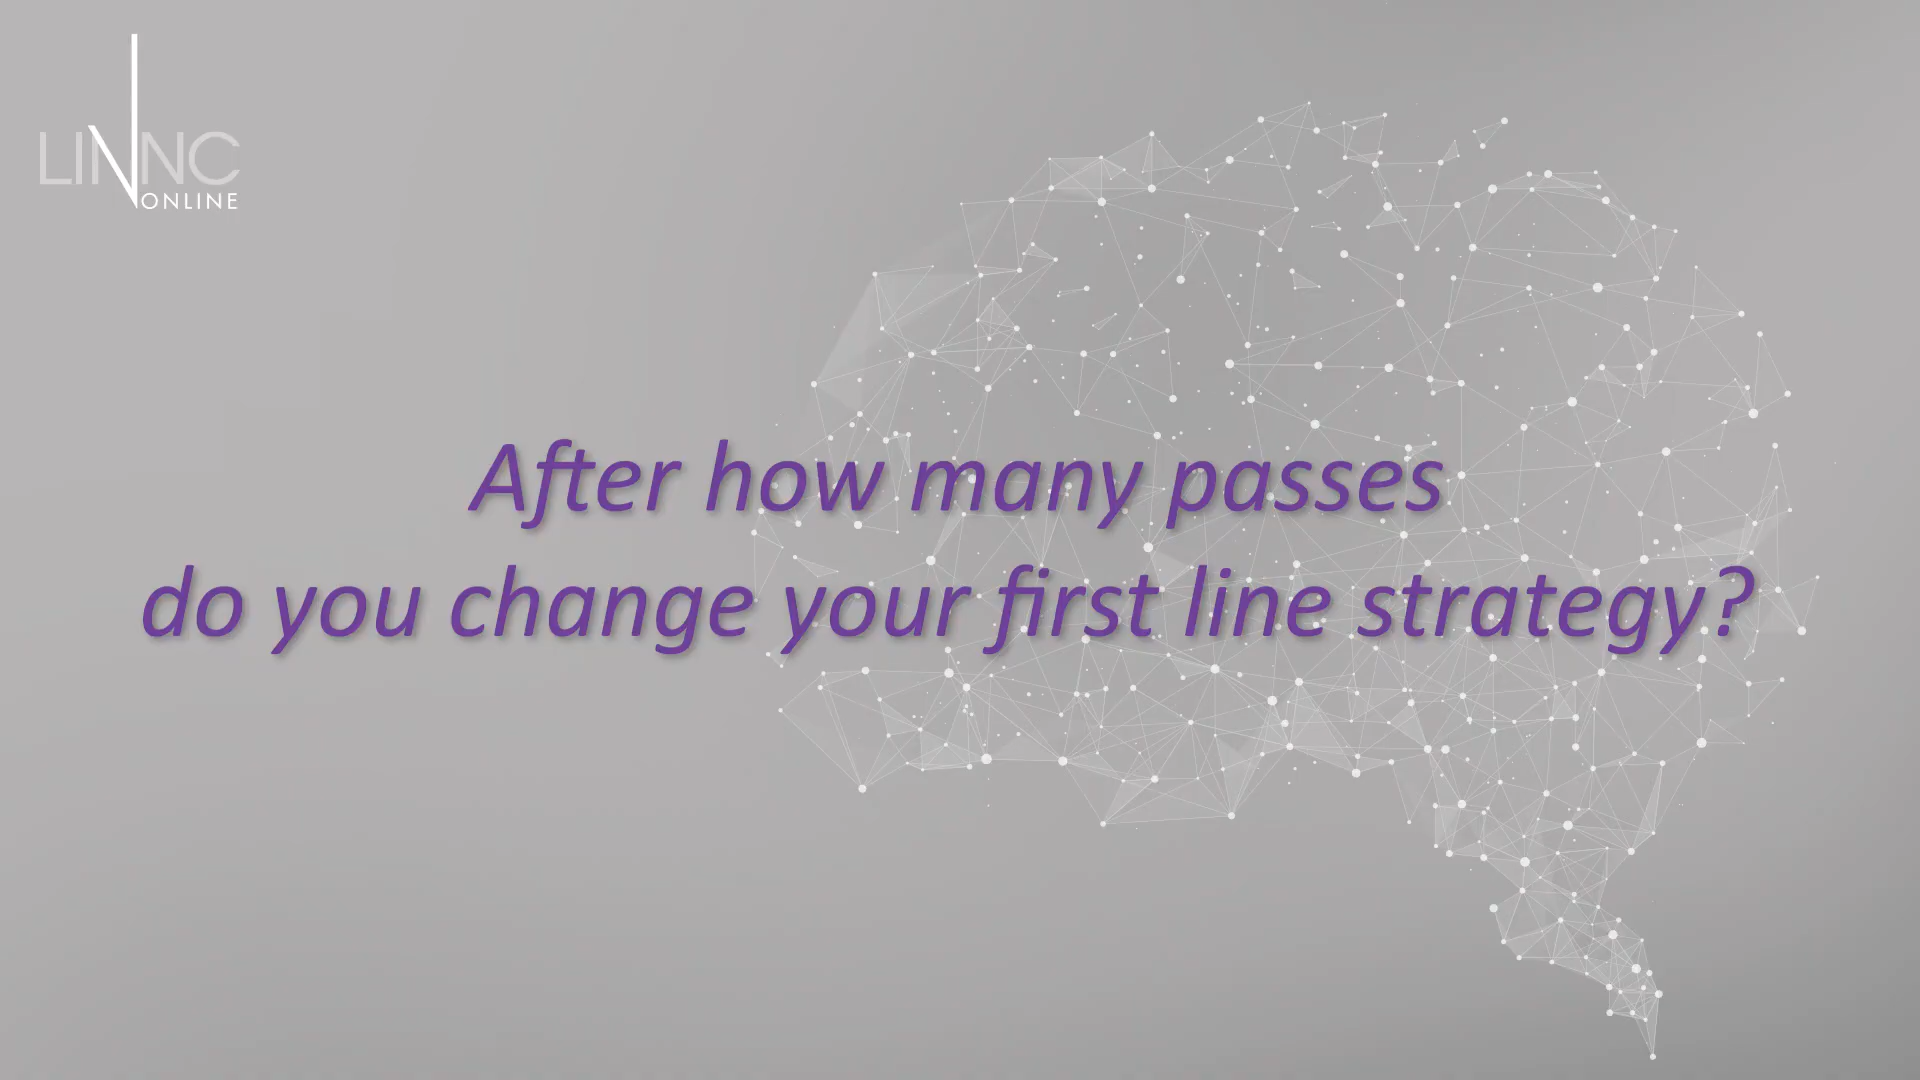 LINNC
ONLINE
After how many passes
do you change your first line strategy?